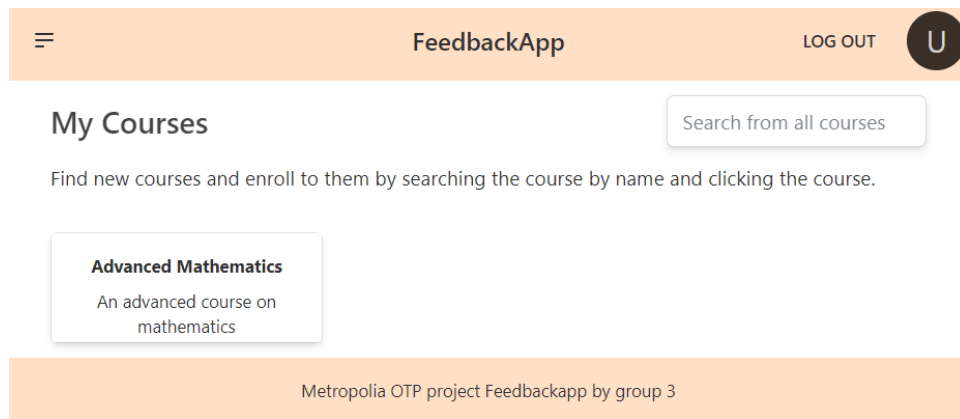 FeedbackApp
LOG OUT
U
My Courses
Search from all courses
Find new courses and enroll to them by searching the course by name and clicking the course.
Advanced Mathematics
An advanced course on
mathematics
Metropolia OTP project Feedbackapp by group 3